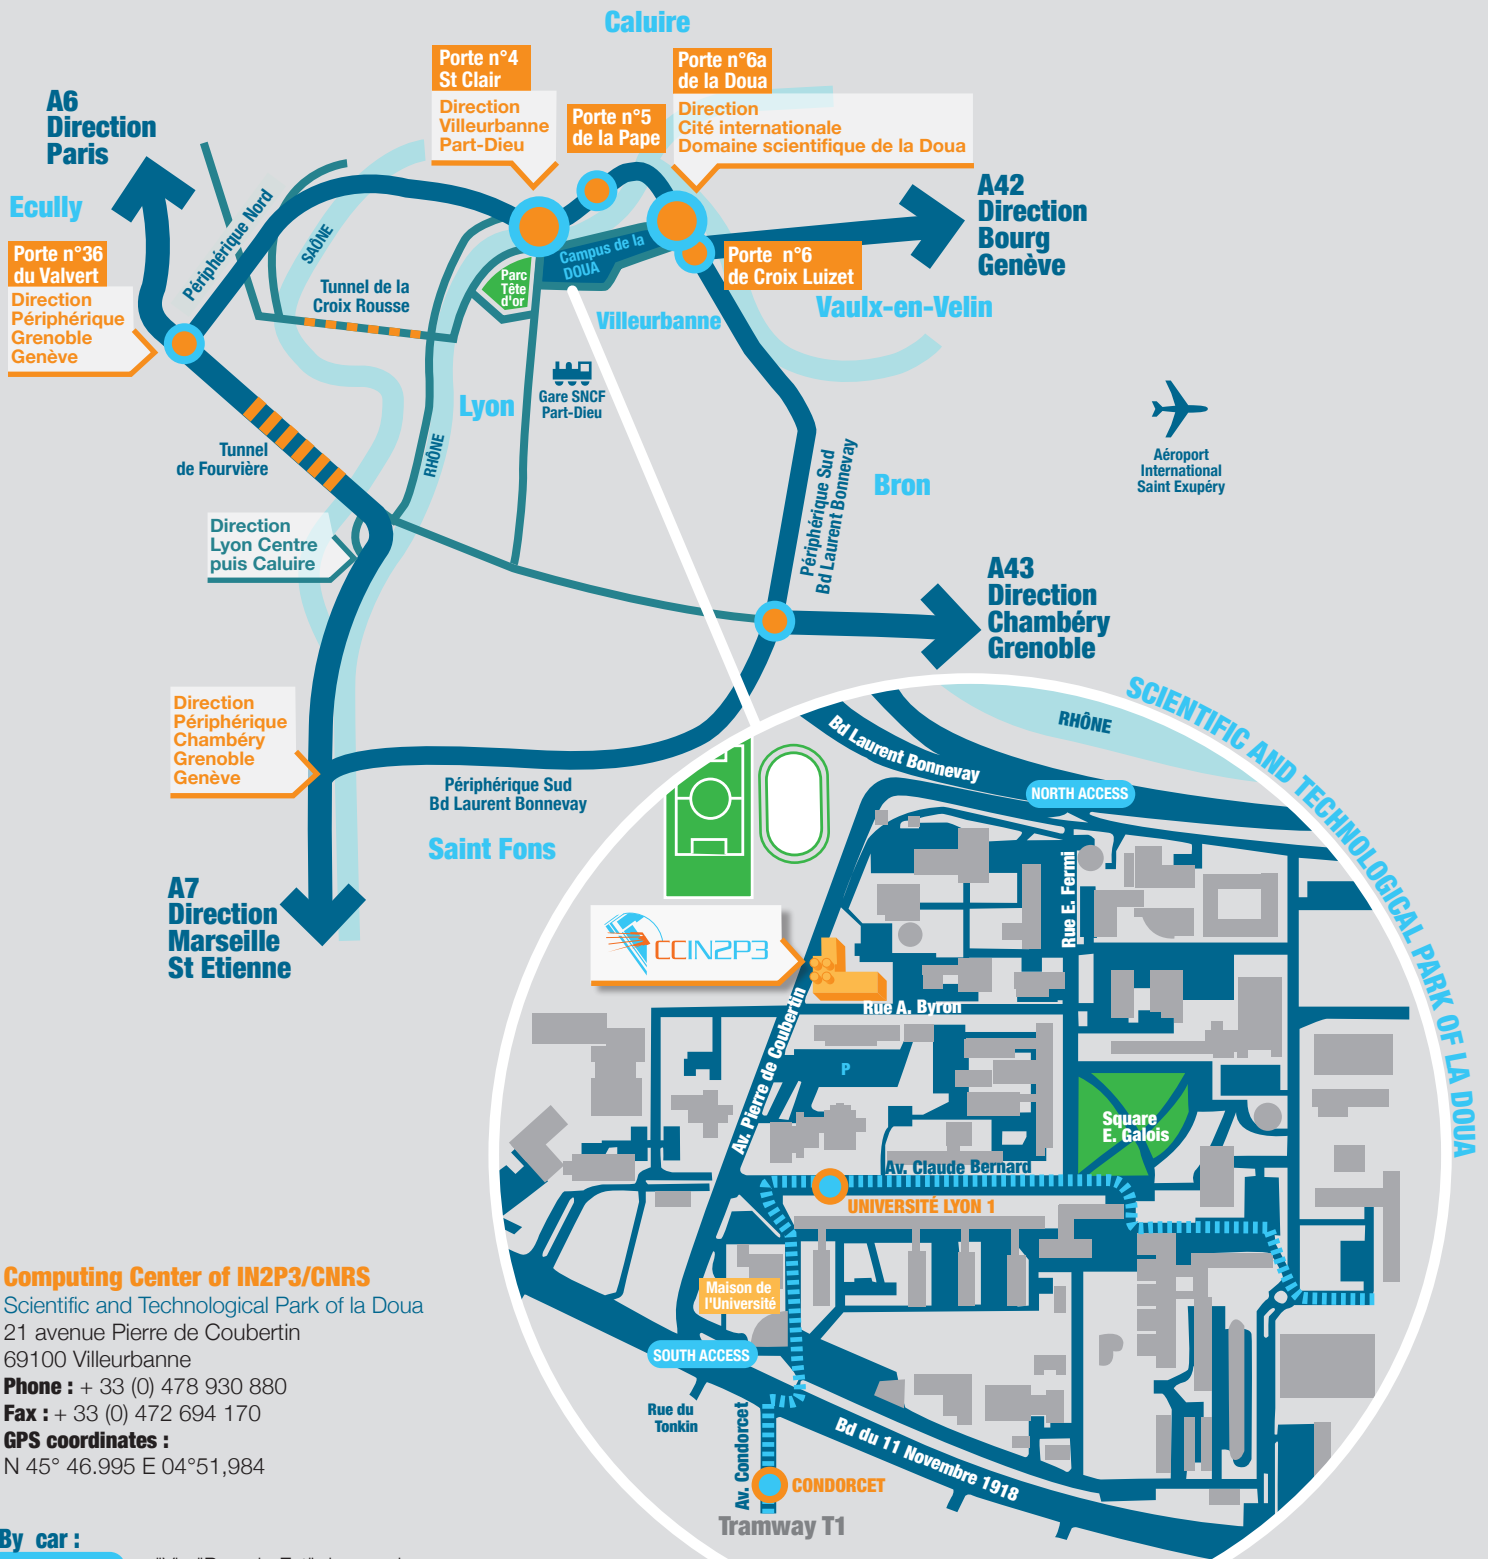 Caluire
Porte n°4
St Clair
Direction
Villeurbanne
Part-Dieu
Porte n°5
de la Pape
Porte n°6a
de la Doua
Direction
Cité internationale
Domaine scientifique de la Doua
A6
Direction
Paris
Ecully
Porte n°36
du Valvert
Direction
Périphérique
Grenoble
Genève
Périphérique Nord
SAÔNE
Tunnel de la
Croix Rousse
Parc
Tête
d'or
Campus de la
DOUA
Porte n°6
de Croix Luizet
A42
Direction
Bourg
Genève
Villeurbanne
Vaulx-en-Velin
Gare SNCF
Part-Dieu
Lyon
RHÔNE
Tunnel
de Fourvière
Direction
Lyon Centre
puis Caluire
Périphérique Sud
Bd Laurent Bonnevay
Bron
Aéroport
International
Saint Exupéry
A43
Direction
Chambéry
Grenoble
Direction
Périphérique
Chambéry
Grenoble
Genève
Périphérique Sud
Bd Laurent Bonnevay
Saint Fons
A7
Direction
Marseille
St Etienne
SCIENTIFIC AND TECHNOLOGICAL PARK OF LA DOUA
RHÔNE
Bd Laurent Bonnevay
NORTH ACCESS
Rue E. Fermi
CCIN2P3
Rue A. Byron
Av. Pierre de Coubertin
P
Square
E. Galois
Av. Claude Bernard
UNIVERSITÉ LYON 1
Maison de
l'Université
SOUTH ACCESS
Rue du
Tonkin
Av. Condorcet
Bd du 11 Novembre 1918
CONDORCET
Tramway T1
Computing Center of IN2P3/CNRS
Scientific and Technological Park of la Doua
21 avenue Pierre de Coubertin
69100 Villeurbanne
Phone : + 33 (0) 478 930 880
Fax : + 33 (0) 472 694 170
GPS coordinates :
N 45° 46.995 E 04°51,984
By car :